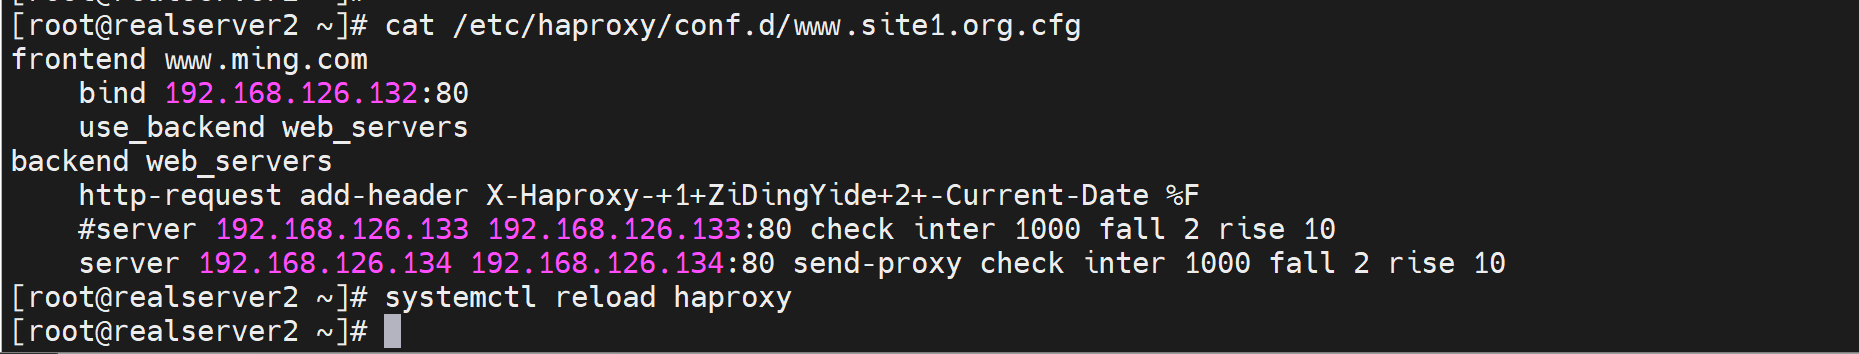 [root@realserver2 ~]#
[root@realserver2 ~]# cat /etc/haproxy/conf.d/www.site1.org.cfg
frontend www.ming.com
    bind 192.168.126.132:80
    use_backend web_servers
backend web_servers
    http-request add-header X-Haproxy-+1+ZiDingYide+2+-Current-Date %F
    #server 192.168.126.133 192.168.126.133:80 check inter 1000 fall 2 rise 10
    server 192.168.126.134 192.168.126.134:80 send-proxy check inter 1000 fall 2 rise 10
[root@realserver2 ~]# systemctl reload haproxy
[root@realserver2 ~]#